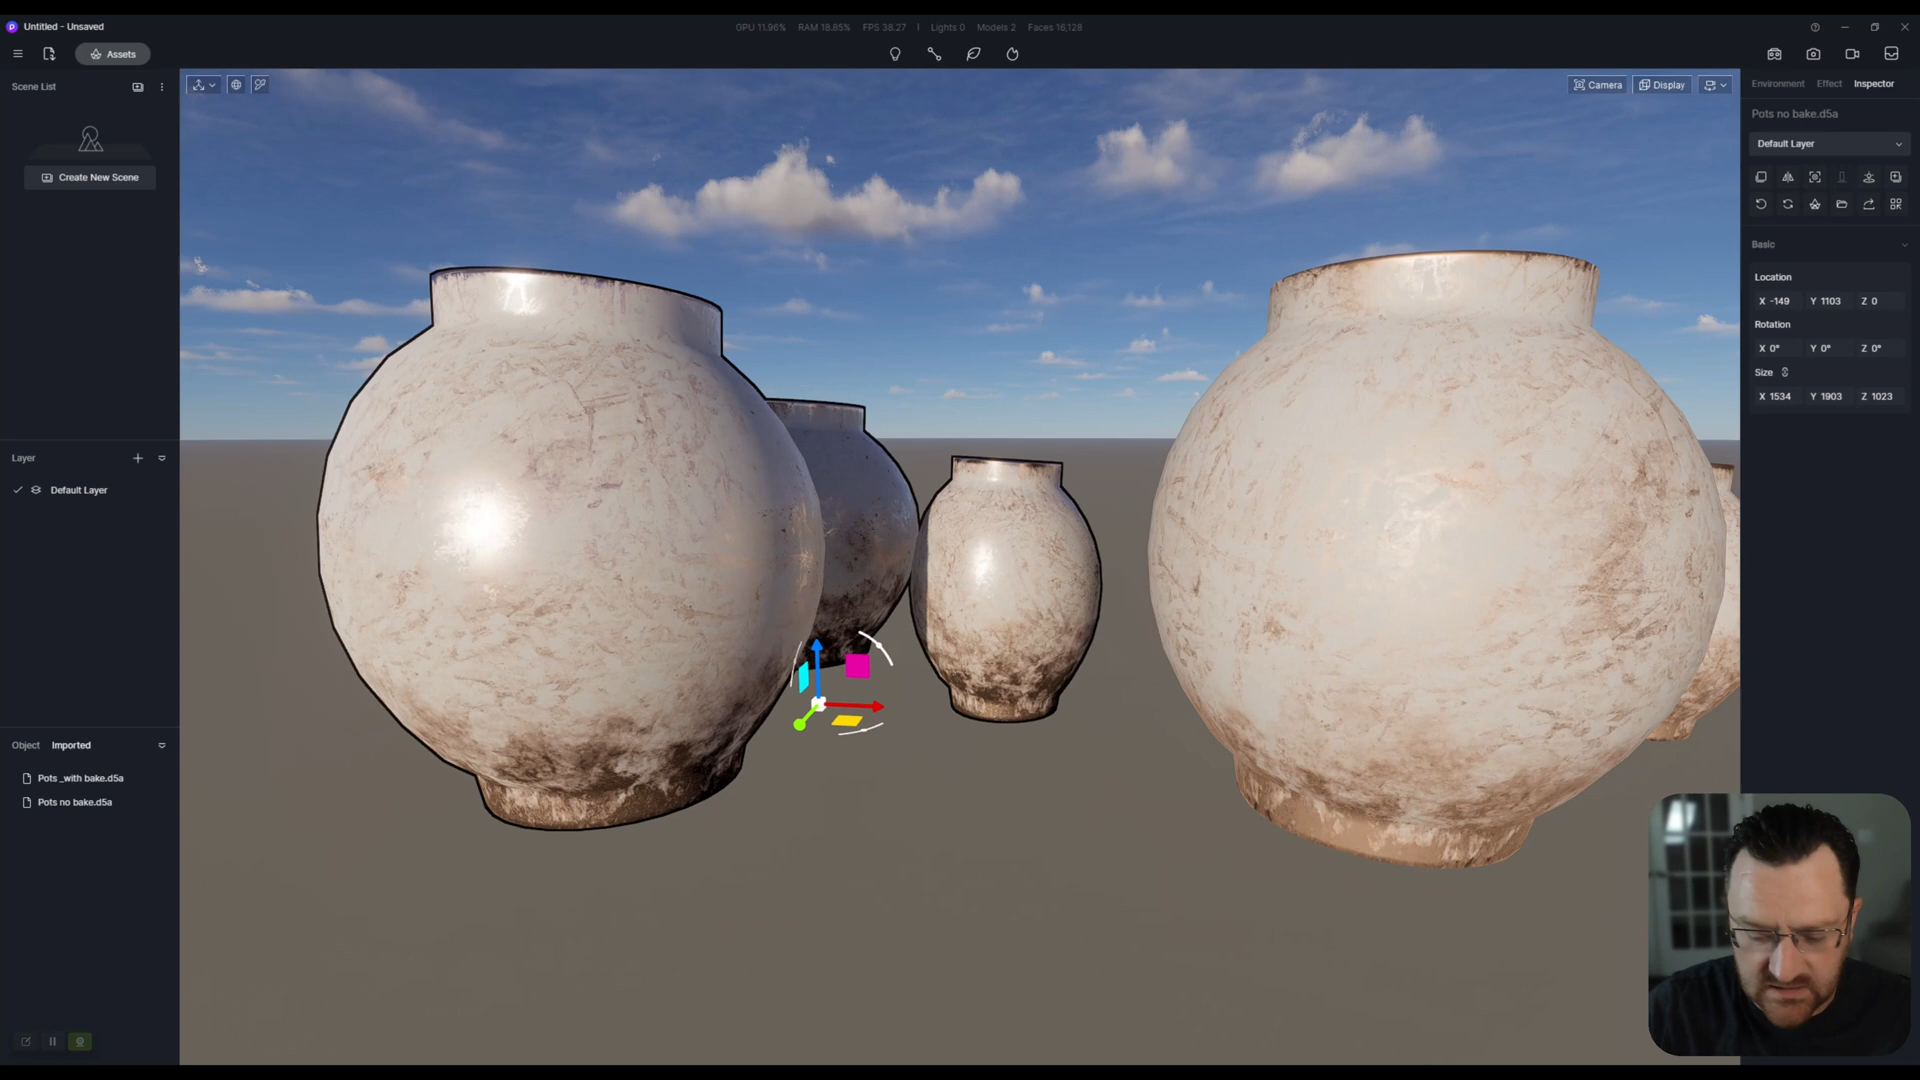 Untitled - Unsaved
GPU 11.96% RAM 18.85% FPS 38.27 | Lights 0 Models 2 Faces 16,128
Assets
Scene List
Create New Scene
Layer
Default Layer
Object Imported
Pots _with bake.d5a
Pots no bake.d5a
Camera Display
Environment Effect Inspector
Pots no bake.d5a
Default Layer
Basic
Location
X -149 Y 1103 Z 0
Rotation
X 0° Y 0° Z 0°
Size
X 1534 Y 1903 Z 1023